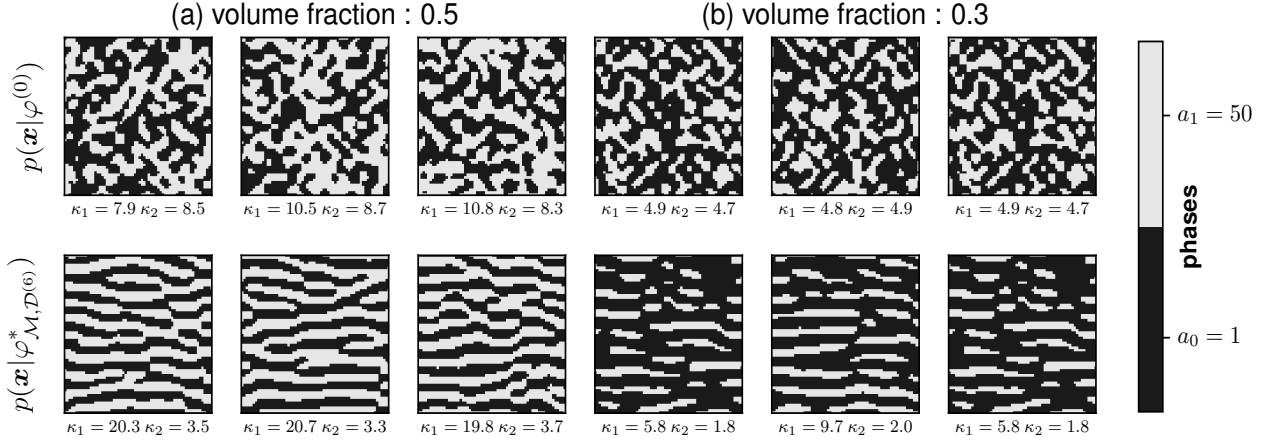 (a) volume fraction : 0.5
(b) volume fraction : 0.3
p(x|φ^(0))
κ₁ = 7.9 κ₂ = 8.5
κ₁ = 10.5 κ₂ = 8.7
κ₁ = 10.8 κ₂ = 8.3
κ₁ = 4.9 κ₂ = 4.7
κ₁ = 4.8 κ₂ = 4.9
κ₁ = 4.9 κ₂ = 4.7
p(x|φ*_M,D^(6))
κ₁ = 20.3 κ₂ = 3.5
κ₁ = 20.7 κ₂ = 3.3
κ₁ = 19.8 κ₂ = 3.7
κ₁ = 5.8 κ₂ = 1.8
κ₁ = 9.7 κ₂ = 2.0
κ₁ = 5.8 κ₂ = 1.8
a₁ = 50
phases
a₀ = 1